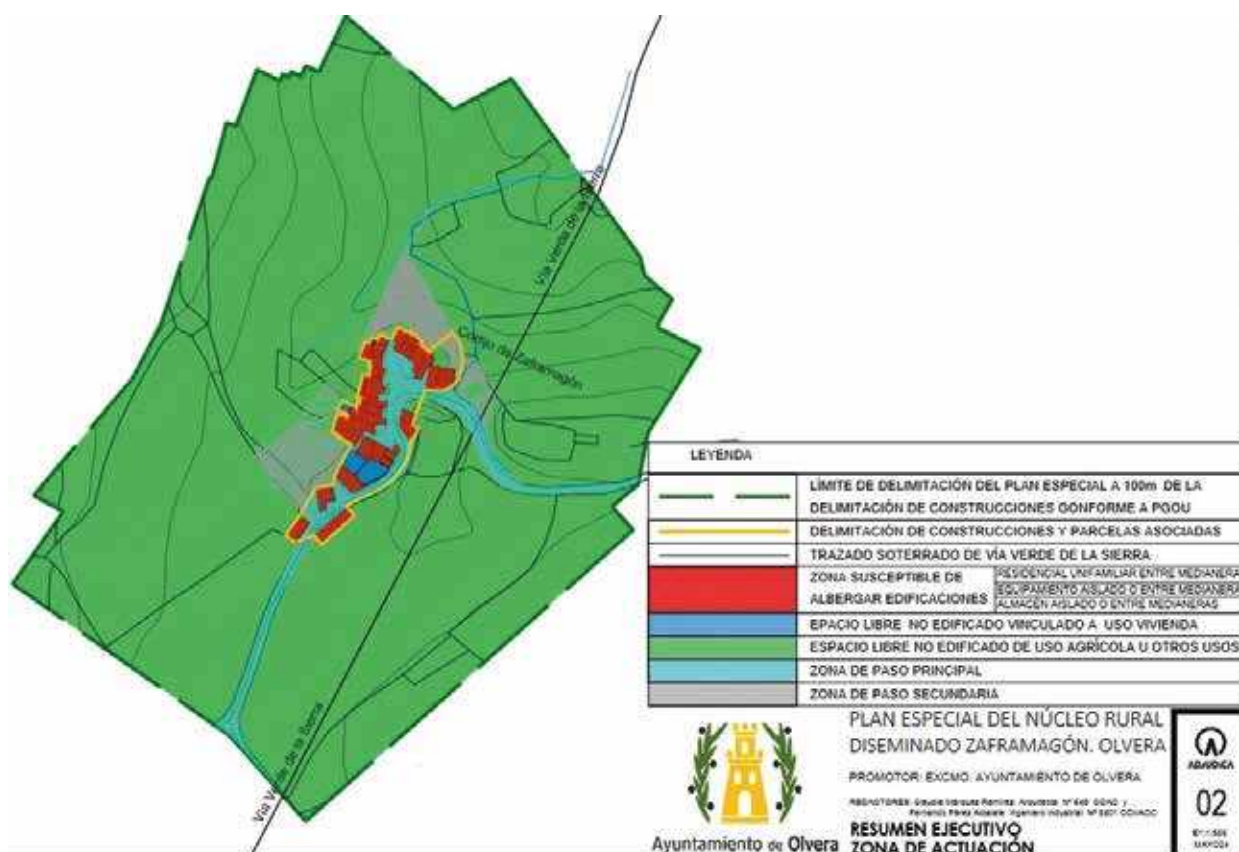 Vía Verde de la Sierra
Cortijo de Zaframagón
Vía Verde de la Sierra
LEYENDA
LÍMITE DE DELIMITACIÓN DEL PLAN ESPECIAL A 100m DE LA
DELIMITACIÓN DE CONSTRUCCIONES GONFORME A PGOU
DELIMITACIÓN DE CONSTRUCCIONES Y PARCELAS ASOCIADAS
TRAZADO SOTERRADO DE VÍA VERDE DE LA SIERRA
ZONA SUSCEPTIBLE DE
ALBERGAR EDIFICACIONES
RESIDENCIAL UNIFAMILIAR ENTRE MEDIANERA
EQUIPAMIENTO AISLADO O ENTRE MEDIANERA
ALMACÉN AISLADO O ENTRE MEDIANERAS
EPACIO LIBRE NO EDIFICADO VINCULADO A USO VIVIENDA
ESPACIO LIBRE NO EDIFICADO DE USO AGRÍCOLA U OTROS USOS
ZONA DE PASO PRINCIPAL
ZONA DE PASO SECUNDARIA
Ayuntamiento de Olvera
PLAN ESPECIAL DEL NÚCLEO RURAL
DISEMINADO ZAFRAMAGÓN. OLVERA
PROMOTOR: EXCMO. AYUNTAMIENTO DE OLVERA
RESUMEN EJECUTIVO
ZONA DE ACTUACIÓN
02